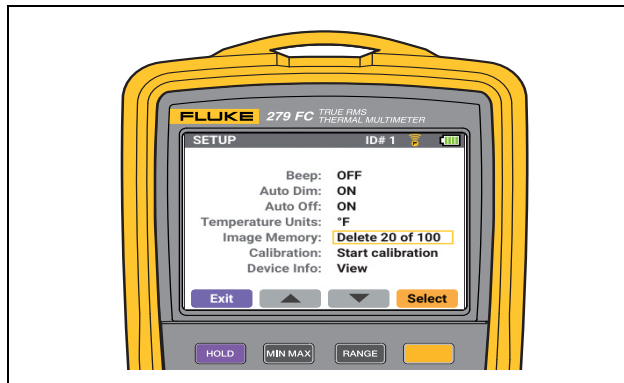 FLUKE 279 FC TRUE RMS THERMAL MULTIMETER
SETUP ID# 1
Beep: OFF
Auto Dim: ON
Auto Off: ON
Temperature Units: °F
Image Memory: Delete 20 of 100
Calibration: Start calibration
Device Info: View
Exit Select
HOLD MIN MAX RANGE